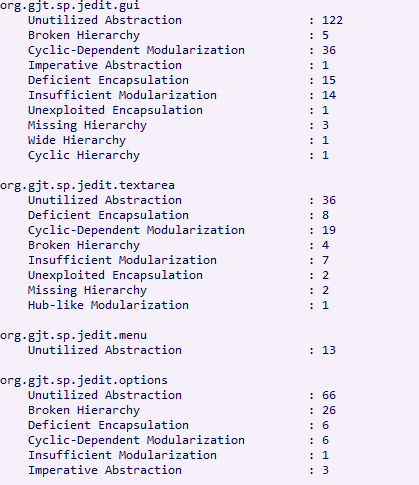 org.gjt.sp.jedit.gui
Unutilized Abstraction : 122
Broken Hierarchy : 5
Cyclic-Dependent Modularization : 36
Imperative Abstraction : 1
Deficient Encapsulation : 15
Insufficient Modularization : 14
Unexploited Encapsulation : 1
Missing Hierarchy : 3
Wide Hierarchy : 1
Cyclic Hierarchy : 1
org.gjt.sp.jedit.textarea
Unutilized Abstraction : 36
Deficient Encapsulation : 8
Cyclic-Dependent Modularization : 19
Broken Hierarchy : 4
Insufficient Modularization : 7
Unexploited Encapsulation : 2
Missing Hierarchy : 2
Hub-like Modularization : 1
org.gjt.sp.jedit.menu
Unutilized Abstraction : 13
org.gjt.sp.jedit.options
Unutilized Abstraction : 66
Broken Hierarchy : 26
Deficient Encapsulation : 6
Cyclic-Dependent Modularization : 6
Insufficient Modularization : 1
Imperative Abstraction : 3